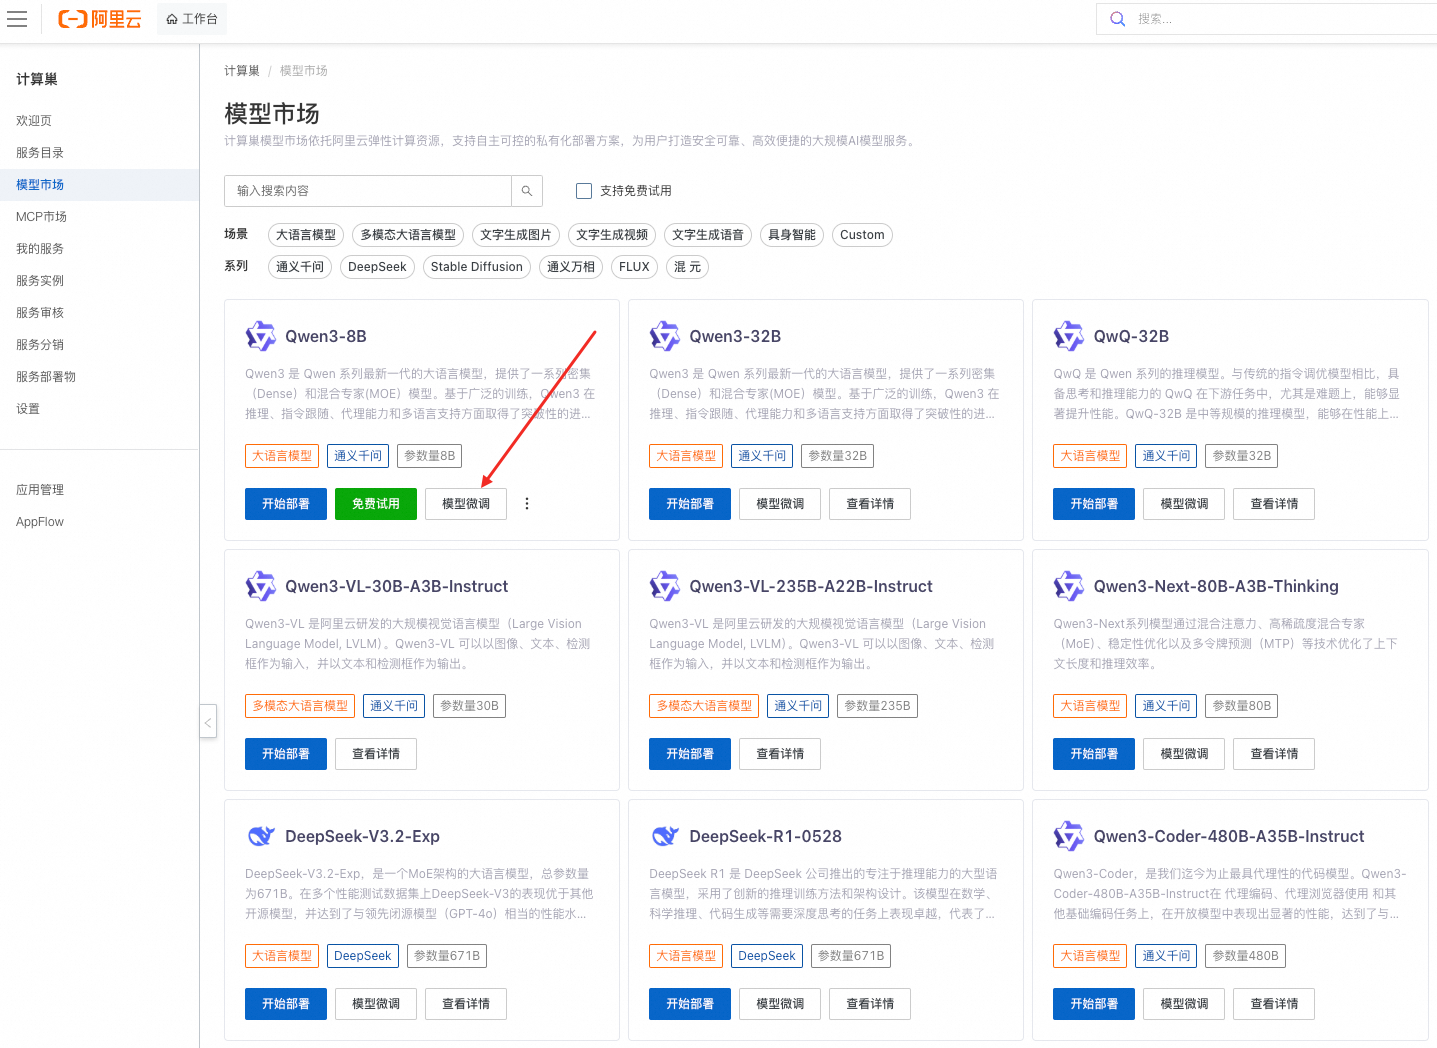 阿里云
工作台
搜索...
计算巢
欢迎页
服务目录
模型市场
MCP市场
我的服务
服务实例
服务审核
服务分销
服务部署物
设置
应用管理
AppFlow
计算巢 / 模型市场
模型市场
计算巢模型市场依托阿里云弹性计算资源，支持自主可控的私有化部署方案，为用户打造安全可靠、高效便捷的大规模AI模型服务。
输入搜索内容
支持免费试用
场景 大语言模型 多模态大语言模型 文字生成图片 文字生成视频 文字生成语音 具身智能 Custom
系列 通义千问 DeepSeek Stable Diffusion 通义万相 FLUX 混 元
Qwen3-8B
Qwen3 是 Qwen 系列最新一代的大语言模型，提供了一系列密集
（Dense）和混合专家(MOE）模型。基于广泛的训练，Qwen3 在
推理、指令跟随、代理能力和多语言支持方面取得了突破性的进...
大语言模型 通义千问 参数量8B
开始部署 免费试用 模型微调
Qwen3-32B
Qwen3 是 Qwen 系列最新一代的大语言模型，提供了一系列密集
（Dense）和混合专家(MOE）模型。基于广泛的训练，Qwen3 在
推理、指令跟随、代理能力和多语言支持方面取得了突破性的进...
大语言模型 通义千问 参数量32B
开始部署 模型微调 查看详情
QwQ-32B
QwQ 是 Qwen 系列的推理模型。与传统的指令调优模型相比，具
备思考和推理能力的 QwQ 在下游任务中，尤其是难题上，能够显
著提升性能。QwQ-32B 是中等规模的推理模型，能够在性能上...
大语言模型 通义千问 参数量32B
开始部署 模型微调 查看详情
Qwen3-VL-30B-A3B-Instruct
Qwen3-VL 是阿里云研发的大规模视觉语言模型（Large Vision
Language Model, LVLM）。Qwen3-VL 可以以图像、文本、检测
框作为输入，并以文本和检测框作为输出。
多模态大语言模型 通义千问 参数量30B
开始部署 查看详情
Qwen3-VL-235B-A22B-Instruct
Qwen3-VL 是阿里云研发的大规模视觉语言模型（Large Vision
Language Model, LVLM）。Qwen3-VL 可以以图像、文本、检测
框作为输入，并以文本和检测框作为输出。
多模态大语言模型 通义千问 参数量235B
开始部署 查看详情
Qwen3-Next-80B-A3B-Thinking
Qwen3-Next系列模型通过混合注意力、高稀疏度混合专家
（MoE）、稳定性优化以及多令牌预测（MTP）等技术优化了上下
文长度和推理效率。
大语言模型 通义千问 参数量80B
开始部署 模型微调 查看详情
DeepSeek-V3.2-Exp
DeepSeek-V3.2-Exp，是一个MoE架构的大语言模型，总参数量
为671B。在多个性能测试数据集上DeepSeek-V3的表现优于其他
开源模型，并达到了与领先闭源模型（GPT-4o）相当的性能水...
大语言模型 DeepSeek 参数量671B
开始部署 模型微调 查看详情
DeepSeek-R1-0528
DeepSeek R1 是 DeepSeek 公司推出的专注于推理能力的大型语
言模型，采用了创新的推理训练方法和架构设计。该模型在数学、
科学推理、代码生成等需要深度思考的任务上表现卓越，代表了...
大语言模型 DeepSeek 参数量671B
开始部署 模型微调 查看详情
Qwen3-Coder-480B-A35B-Instruct
Qwen3-Coder，是我们迄今为止最具代理性的代码模型。Qwen3-
Coder-480B-A35B-Instruct在 代理编码、代理浏览器使用 和其
他基础编码任务上，在开放模型中表现出显著的性能，达到了与...
大语言模型 通义千问 参数量480B
开始部署 模型微调 查看详情